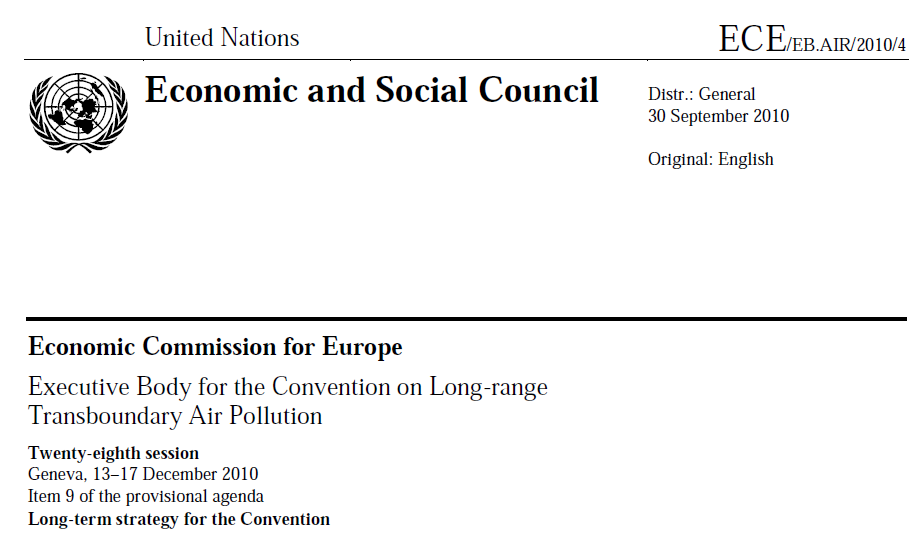 United Nations
ECE/EB.AIR/2010/4
Economic and Social Council
Distr.: General
30 September 2010
Original: English
Economic Commission for Europe
Executive Body for the Convention on Long-range
Transboundary Air Pollution
Twenty-eighth session
Geneva, 13–17 December 2010
Item 9 of the provisional agenda
Long-term strategy for the Convention